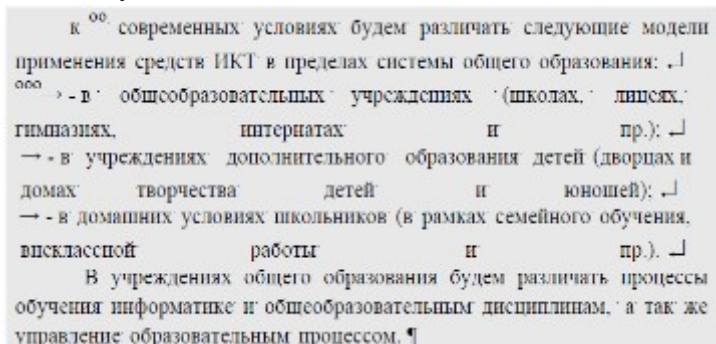 к оо. современных условиях будем различать следующие модели
применения средств ИКТ в пределах системы общего образования: ↵
ооо → - в общеобразовательных учреждениях (школах, лицеях,
гимназиях, интернатах и пр.); ↵
→ - в учреждениях дополнительного образования детей (дворцах и
домах творчества детей и юношей); ↵
→ - в домашних условиях школьников (в рамках семейного обучения,
внеклассной работы и пр.). ↵
В учреждениях общего образования будем различать процессы
обучения информатике и общеобразовательным дисциплинам, а так же
управление образовательным процессом. ¶